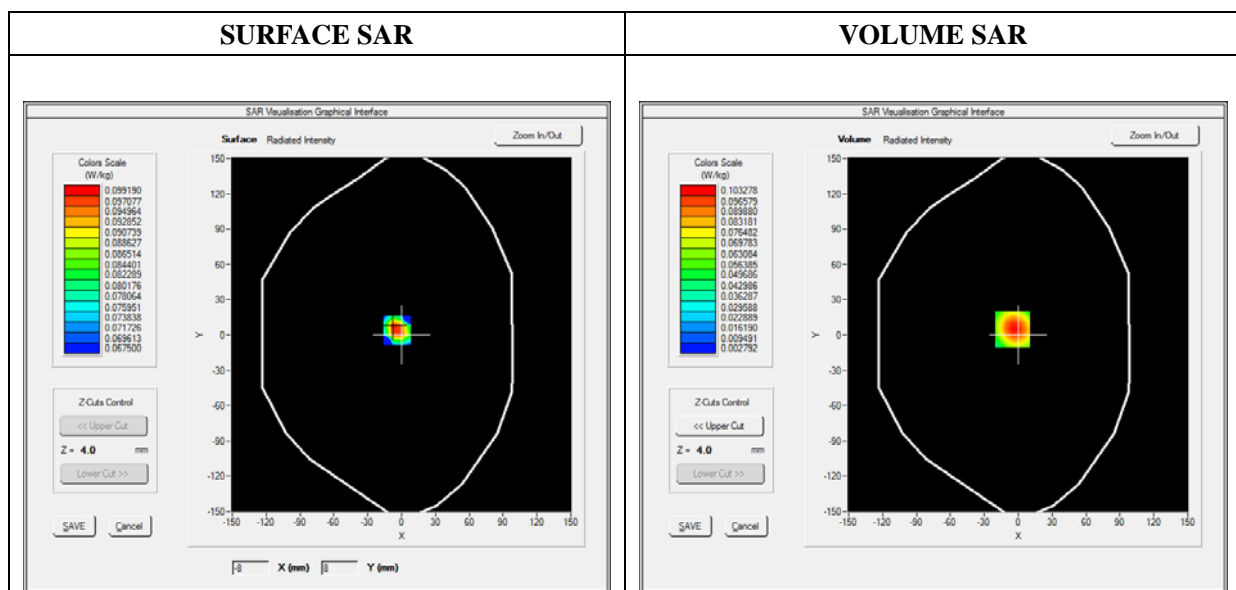 SURFACE SAR
VOLUME SAR
SAR Visualisation Graphical Interface
Surface Radiated Intensity
Zoom In/Out
Colors Scale
(W/kg)
0.099190
0.097077
0.094964
0.092852
0.090739
0.088627
0.086514
0.084401
0.082289
0.080176
0.078064
0.075951
0.073838
0.071726
0.069613
0.067500
Z-Cuts Control
<< Upper Cut
Z = 4.0 mm
Lower Cut >>
SAVE Cancel
150
120
90
60
30
0
-30
-60
-90
-120
-150
Y
-150 -120 -90 -60 -30 0 30 60 90 120 150
X
-8 X (mm) 8 Y (mm)
SAR Visualisation Graphical Interface
Volume Radiated Intensity
Zoom In/Out
Colors Scale
(W/kg)
0.103278
0.096579
0.089880
0.083181
0.076482
0.069783
0.063084
0.056385
0.049686
0.042986
0.036287
0.029588
0.022889
0.016190
0.009491
0.002792
Z-Cuts Control
<< Upper Cut
Z = 4.0 mm
Lower Cut >>
SAVE Cancel
150
120
90
60
30
0
-30
-60
-90
-120
-150
Y
-150 -120 -90 -60 -30 0 30 60 90 120 150
X